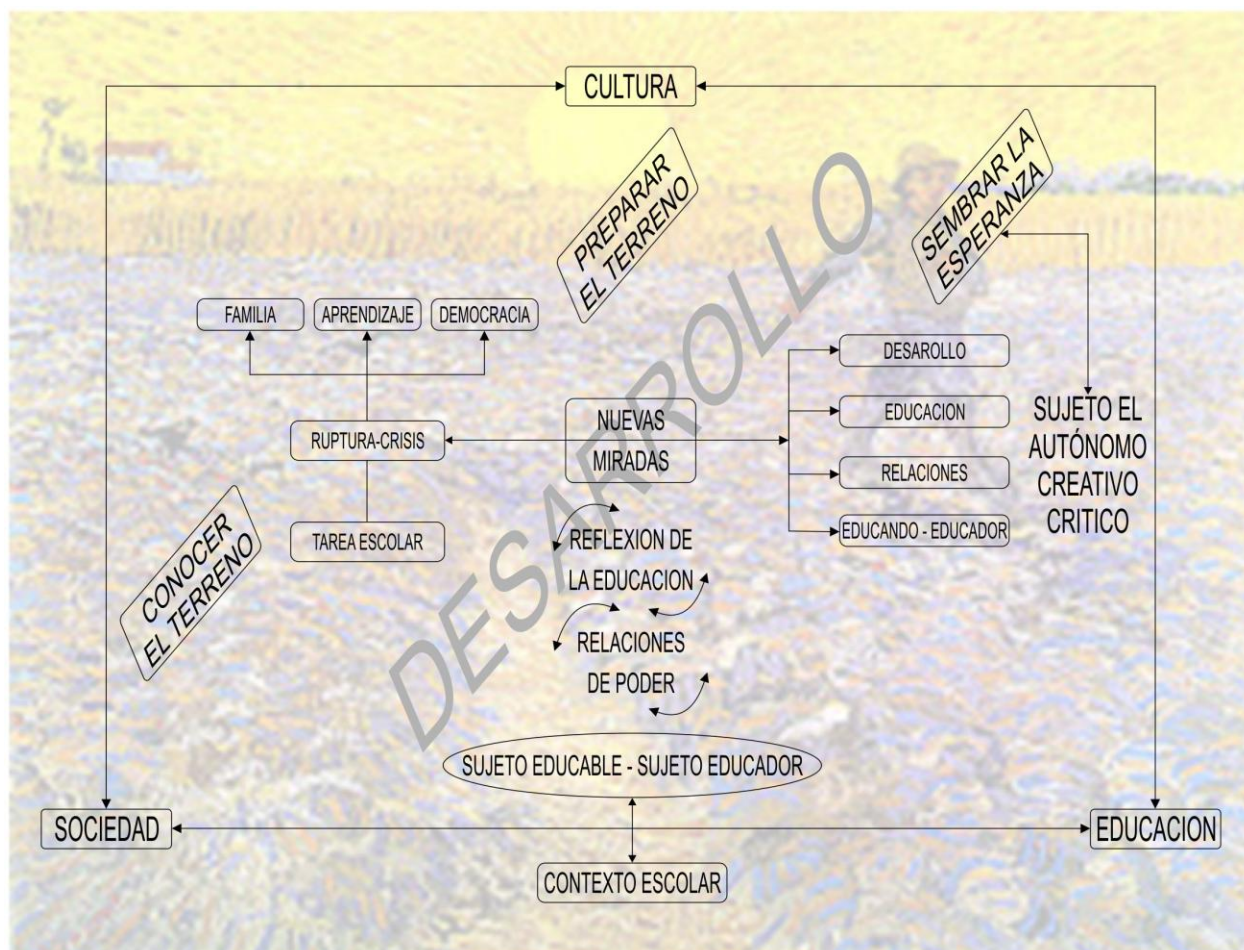 CULTURA
PREPARAR
EL TERRENO
SEMBRAR LA
ESPERANZA
FAMILIA
APRENDIZAJE
DEMOCRACIA
DESAROLLO
NUEVAS
MIRADAS
EDUCACION
SUJETO EL
AUTÓNOMO
CREATIVO
CRITICO
RUPTURA-CRISIS
RELACIONES
TAREA ESCOLAR
EDUCANDO - EDUCADOR
CONOCER
EL TERRENO
REFLEXION DE
LA EDUCACION
RELACIONES
DE PODER
DESARROLLO
SUJETO EDUCABLE - SUJETO EDUCADOR
SOCIEDAD
EDUCACION
CONTEXTO ESCOLAR